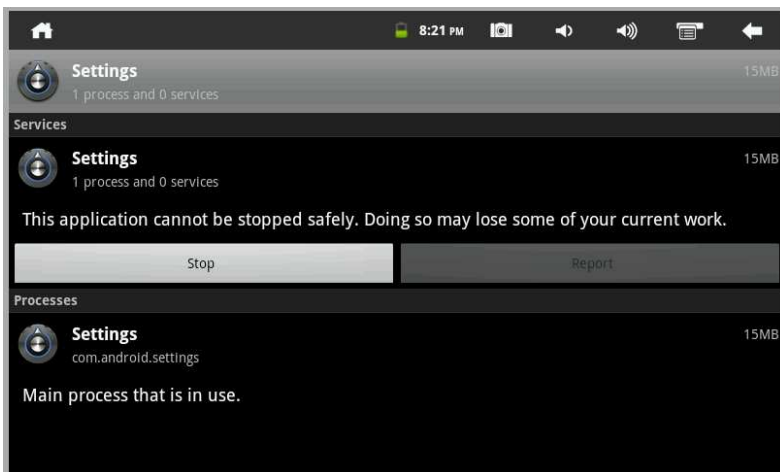 8:21 PM
Settings
15MB
1 process and 0 services
Services
Settings
15MB
1 process and 0 services
This application cannot be stopped safely. Doing so may lose some of your current work.
Stop
Report
Processes
Settings
15MB
com.android.settings
Main process that is in use.